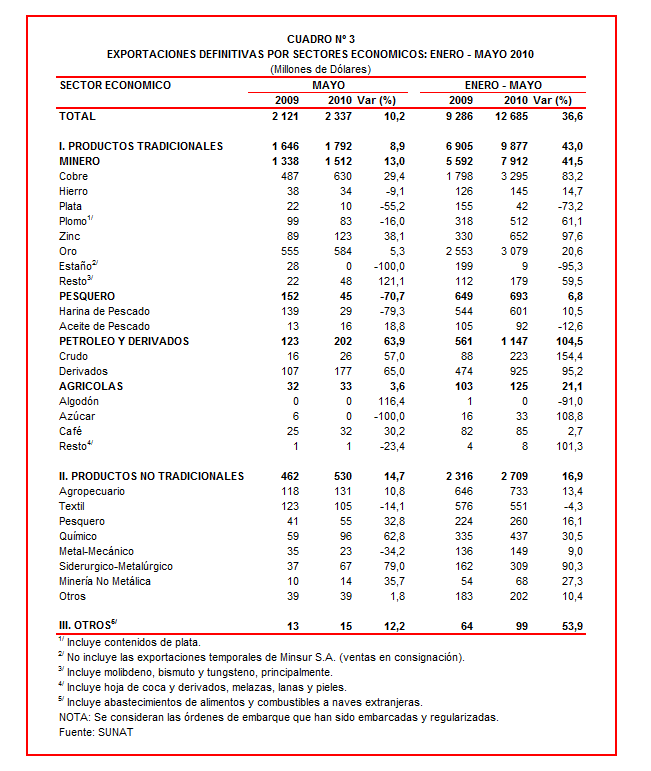 CUADRO Nº 3
EXPORTACIONES DEFINITIVAS POR SECTORES ECONOMICOS: ENERO - MAYO 2010
(Millones de Dólares)
SECTOR ECONOMICO MAYO ENERO - MAYO
2009 2010 Var (%) 2009 2010 Var (%)
TOTAL 2 121 2 337 10,2 9 286 12 685 36,6
I. PRODUCTOS TRADICIONALES 1 646 1 792 8,9 6 905 9 877 43,0
MINERO 1 338 1 512 13,0 5 592 7 912 41,5
Cobre 487 630 29,4 1 798 3 295 83,2
Hierro 38 34 -9,1 126 145 14,7
Plata 22 10 -55,2 155 42 -73,2
Plomo1/ 99 83 -16,0 318 512 61,1
Zinc 89 123 38,1 330 652 97,6
Oro 555 584 5,3 2 553 3 079 20,6
Estaño2/ 28 0 -100,0 199 9 -95,3
Resto3/ 22 48 121,1 112 179 59,5
PESQUERO 152 45 -70,7 649 693 6,8
Harina de Pescado 139 29 -79,3 544 601 10,5
Aceite de Pescado 13 16 18,8 105 92 -12,6
PETROLEO Y DERIVADOS 123 202 63,9 561 1 147 104,5
Crudo 16 26 57,0 88 223 154,4
Derivados 107 177 65,0 474 925 95,2
AGRICOLAS 32 33 3,6 103 125 21,1
Algodón 0 0 116,4 1 0 -91,0
Azúcar 6 0 -100,0 16 33 108,8
Café 25 32 30,2 82 85 2,7
Resto4/ 1 1 -23,4 4 8 101,3
II. PRODUCTOS NO TRADICIONALES 462 530 14,7 2 316 2 709 16,9
Agropecuario 118 131 10,8 646 733 13,4
Textil 123 105 -14,1 576 551 -4,3
Pesquero 41 55 32,8 224 260 16,1
Químico 59 96 62,8 335 437 30,5
Metal-Mecánico 35 23 -34,2 136 149 9,0
Siderurgico-Metalúrgico 37 67 79,0 162 309 90,3
Minería No Metálica 10 14 35,7 54 68 27,3
Otros 39 39 1,8 183 202 10,4
III. OTROS5/ 13 15 12,2 64 99 53,9
1/ Incluye contenidos de plata.
2/ No incluye las exportaciones temporales de Minsur S.A. (ventas en consignación).
3/ Incluye molibdeno, bismuto y tungsteno, principalmente.
4/ Incluye hoja de coca y derivados, melazas, lanas y pieles.
5/ Incluye abastecimientos de alimentos y combustibles a naves extranjeras.
NOTA: Se consideran las órdenes de embarque que han sido embarcadas y regularizadas.
Fuente: SUNAT